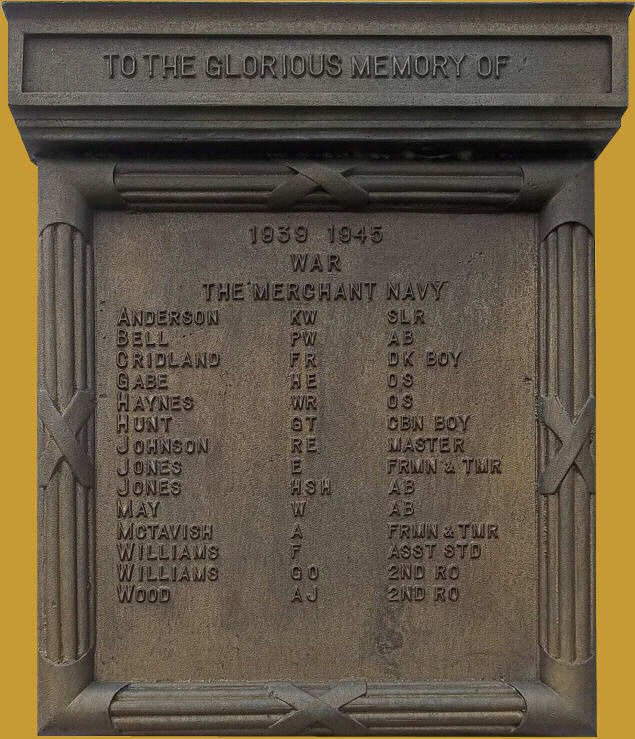 TO THE GLORIOUS MEMORY OF
1939 1945
WAR
THE MERCHANT NAVY
ANDERSON KW SLR
BELL PW AB
CRIDLAND FR DK BOY
GABE HE OS
HAYNES WR OS
HUNT GT CBN BOY
JOHNSON RE MASTER
JONES E FRMN & TMR
JONES HSH AB
MAY W AB
MCTAVISH A FRMN & TMR
WILLIAMS F ASST STD
WILLIAMS GO 2ND RO
WOOD AJ 2ND RO